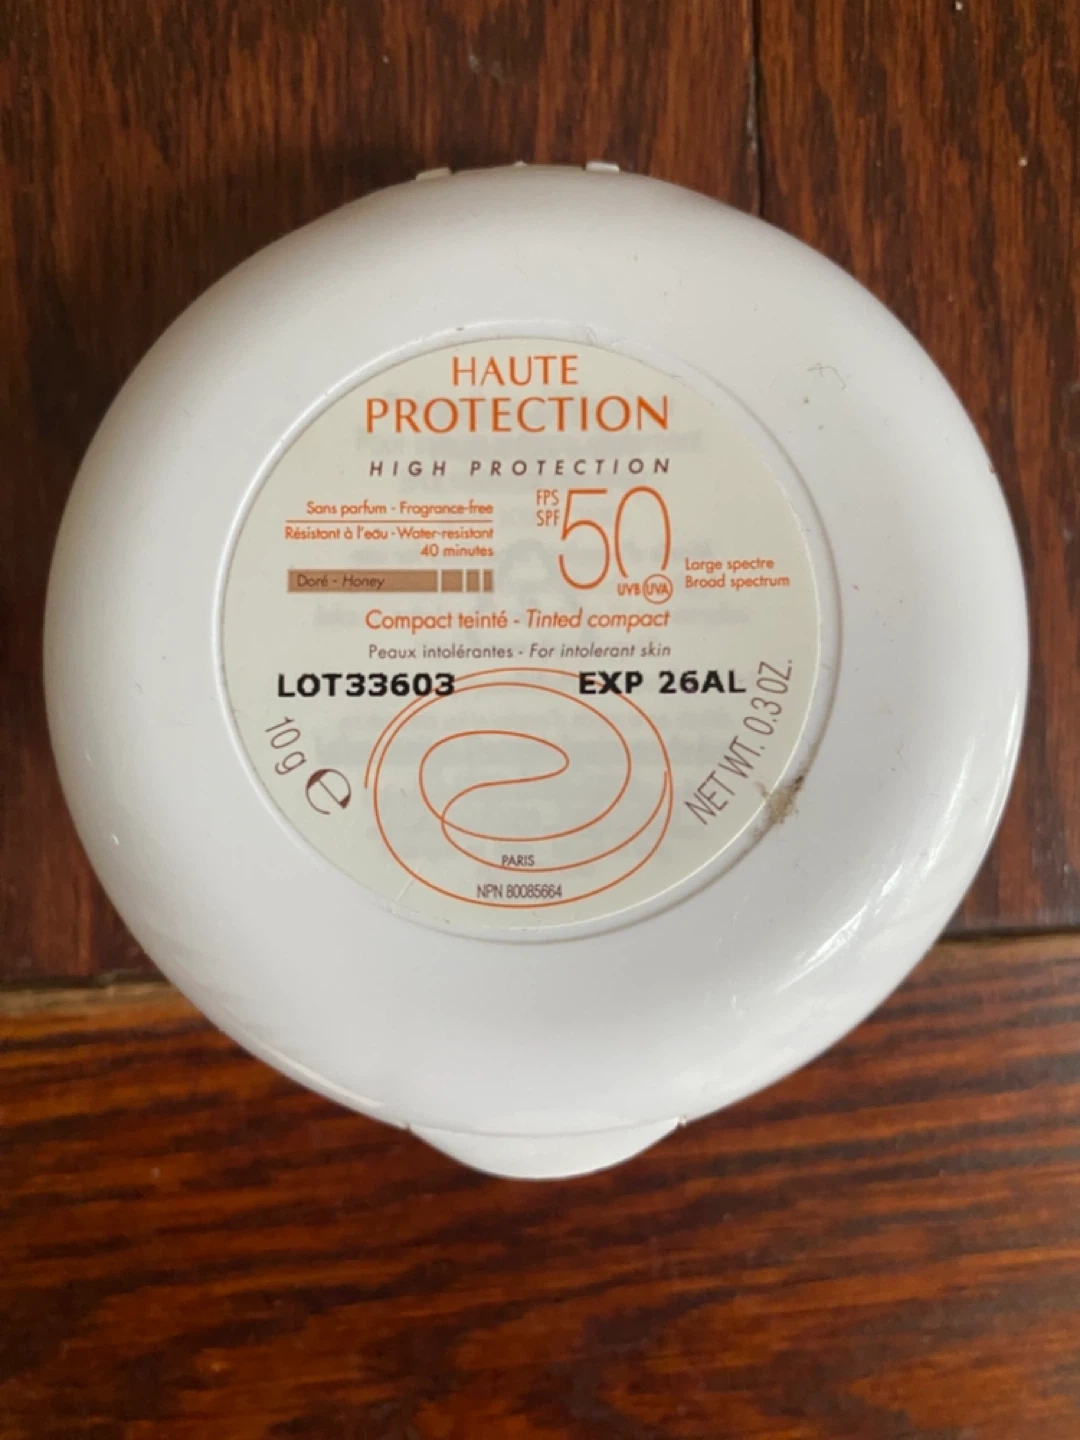 HAUTE
PROTECTION
HIGH PROTECTION
Sans parfum - Fragrance-free
Résistant à l'eau - Water-resistant
40 minutes
Doré - Honey
FPS
SPF
50
UVB UVA
Large spectre
Broad spectrum
Compact teinté - Tinted compact
Peaux intolérantes - For intolerant skin
LOT33603 EXP 26AL
10 g e
NET WT. 0.3 OZ.
PARIS
NPN 80085664